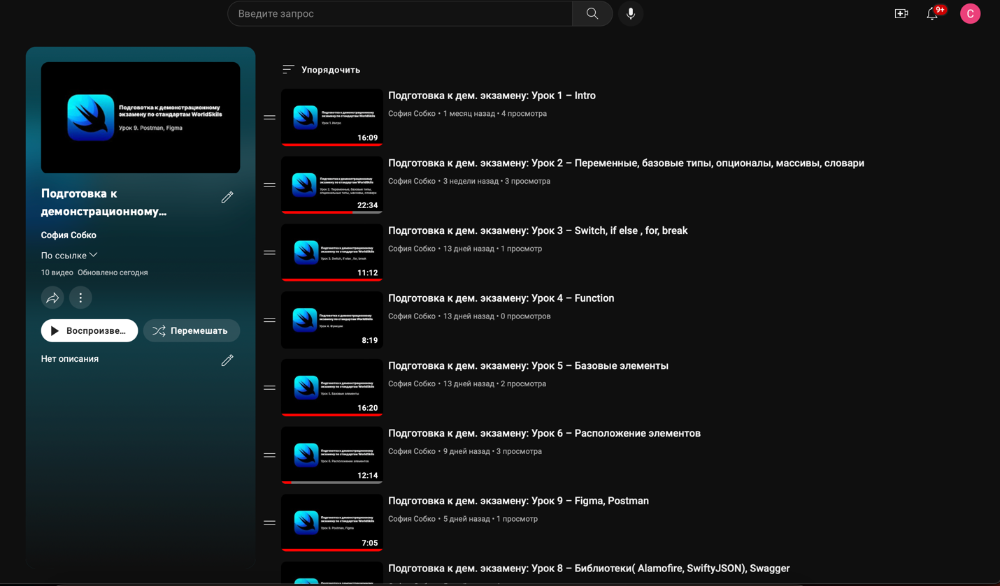 Введите запрос
9+
C
Подговотка к демонстрационному
экзамену по стандартам WorldSkils
Урок 9. Postman, Figma
Подготовка к
демонстрационному...
София Собко
По ссылке
10 видео Обновлено сегодня
Воспроизве...
Перемешать
Нет описания
Упорядочить
Подговотка к демонстрационному
экзамену по стандартам WorldSkils
Урок 1. Интро
16:09
Подготовка к дем. экзамену: Урок 1 – Intro
София Собко • 1 месяц назад • 4 просмотра
Подговотка к демонстрационному
экзамену по стандартам WorldSkils
Урок 2. Переменные, базовые типы,
опциональные типы, массивы, словари
22:34
Подготовка к дем. экзамену: Урок 2 – Переменные, базовые типы, опционалы, массивы, словари
София Собко • 3 недели назад • 3 просмотра
Подговотка к демонстрационному
экзамену по стандартам WorldSkils
Урок 3. Switch, if else , for, break
11:12
Подготовка к дем. экзамену: Урок 3 – Switch, if else , for, break
София Собко • 13 дней назад • 1 просмотр
Подговотка к демонстрационному
экзамену по стандартам WorldSkils
Урок 4. Функции
8:19
Подготовка к дем. экзамену: Урок 4 – Function
София Собко • 13 дней назад • 0 просмотров
Подговотка к демонстрационному
экзамену по стандартам WorldSkils
Урок 5. Базовые элементы
16:20
Подготовка к дем. экзамену: Урок 5 – Базовые элементы
София Собко • 13 дней назад • 2 просмотра
Подговотка к демонстрационному
экзамену по стандартам WorldSkils
Урок 6. Расположение элементов
12:14
Подготовка к дем. экзамену: Урок 6 – Расположение элементов
София Собко • 9 дней назад • 3 просмотра
Подговотка к демонстрационному
экзамену по стандартам WorldSkils
Урок 9. Postman, Figma
7:05
Подготовка к дем. экзамену: Урок 9 – Figma, Postman
София Собко • 5 дней назад • 1 просмотр
Подготовка к дем. экзамену: Урок 8 – Библиотеки( Alamofire, SwiftyJSON), Swagger